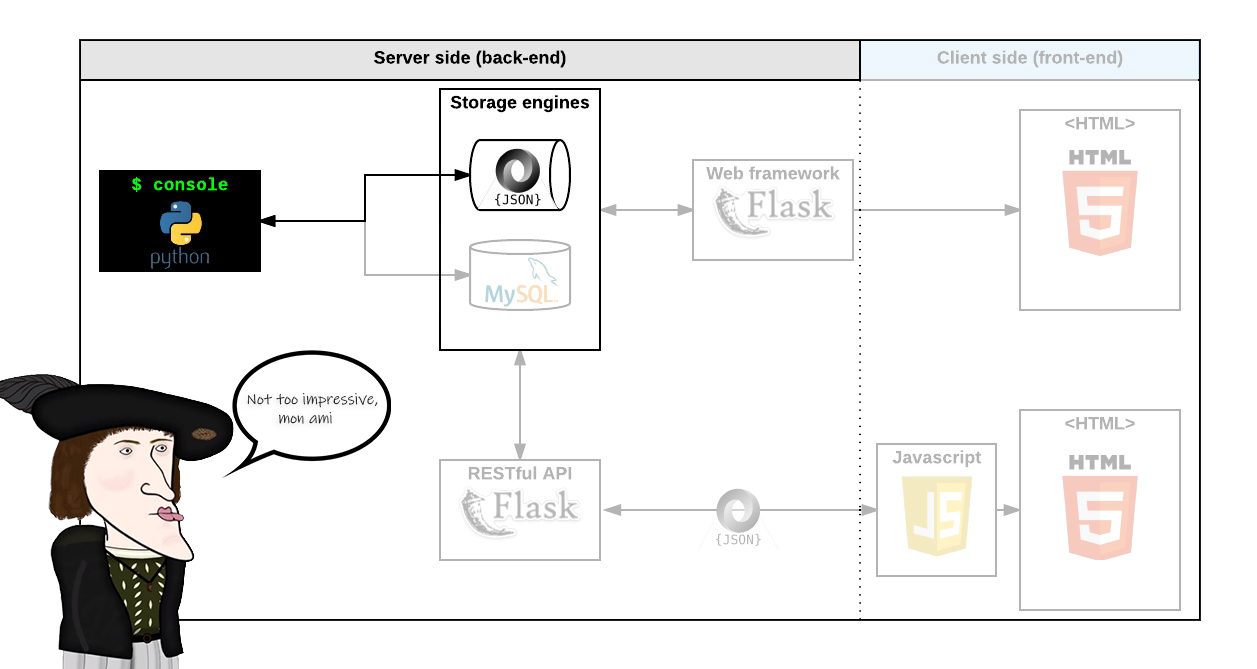 Server side (back-end)
Client side (front-end)
Storage engines
{JSON}
MySQL
$ console
python
Web framework
Flask
<HTML>
HTML
5
Not too impressive,
mon ami
RESTful API
Flask
{JSON}
Javascript
JS
<HTML>
HTML
5